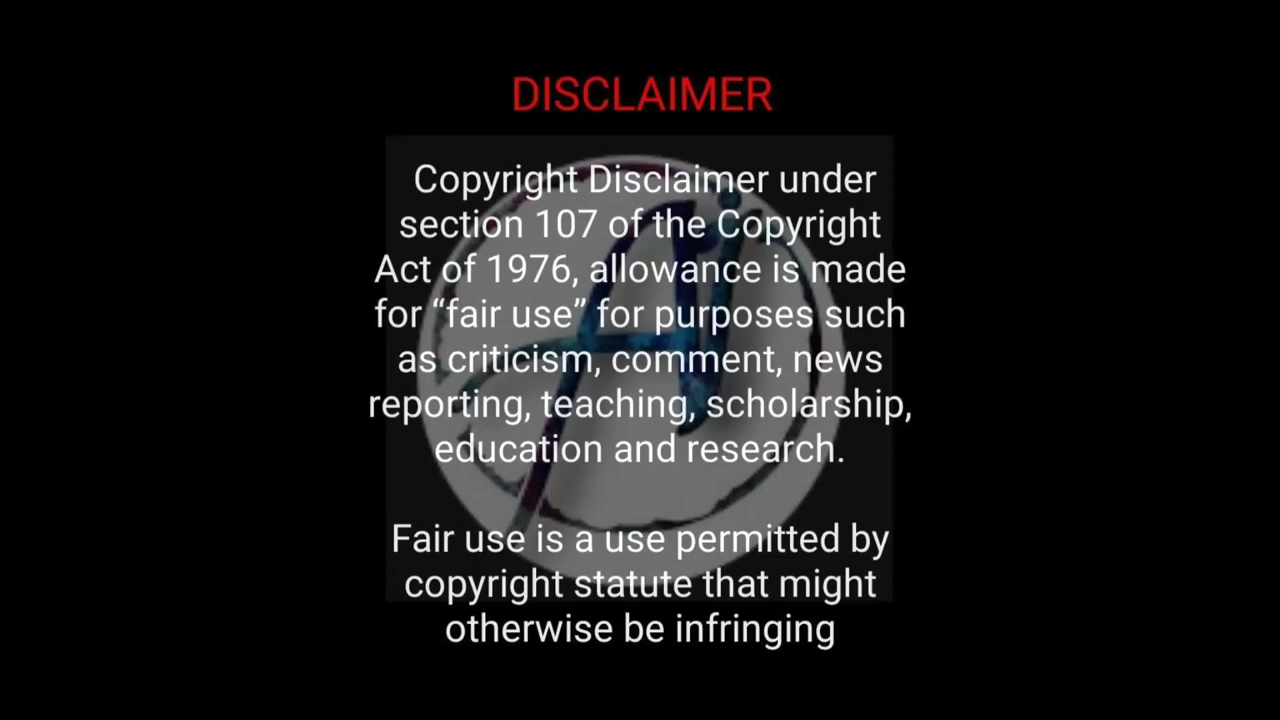 DISCLAIMER
Copyright Disclaimer under
section 107 of the Copyright
Act of 1976, allowance is made
for “fair use” for purposes such
as criticism, comment, news
reporting, teaching, scholarship,
education and research.
Fair use is a use permitted by
copyright statute that might
otherwise be infringing